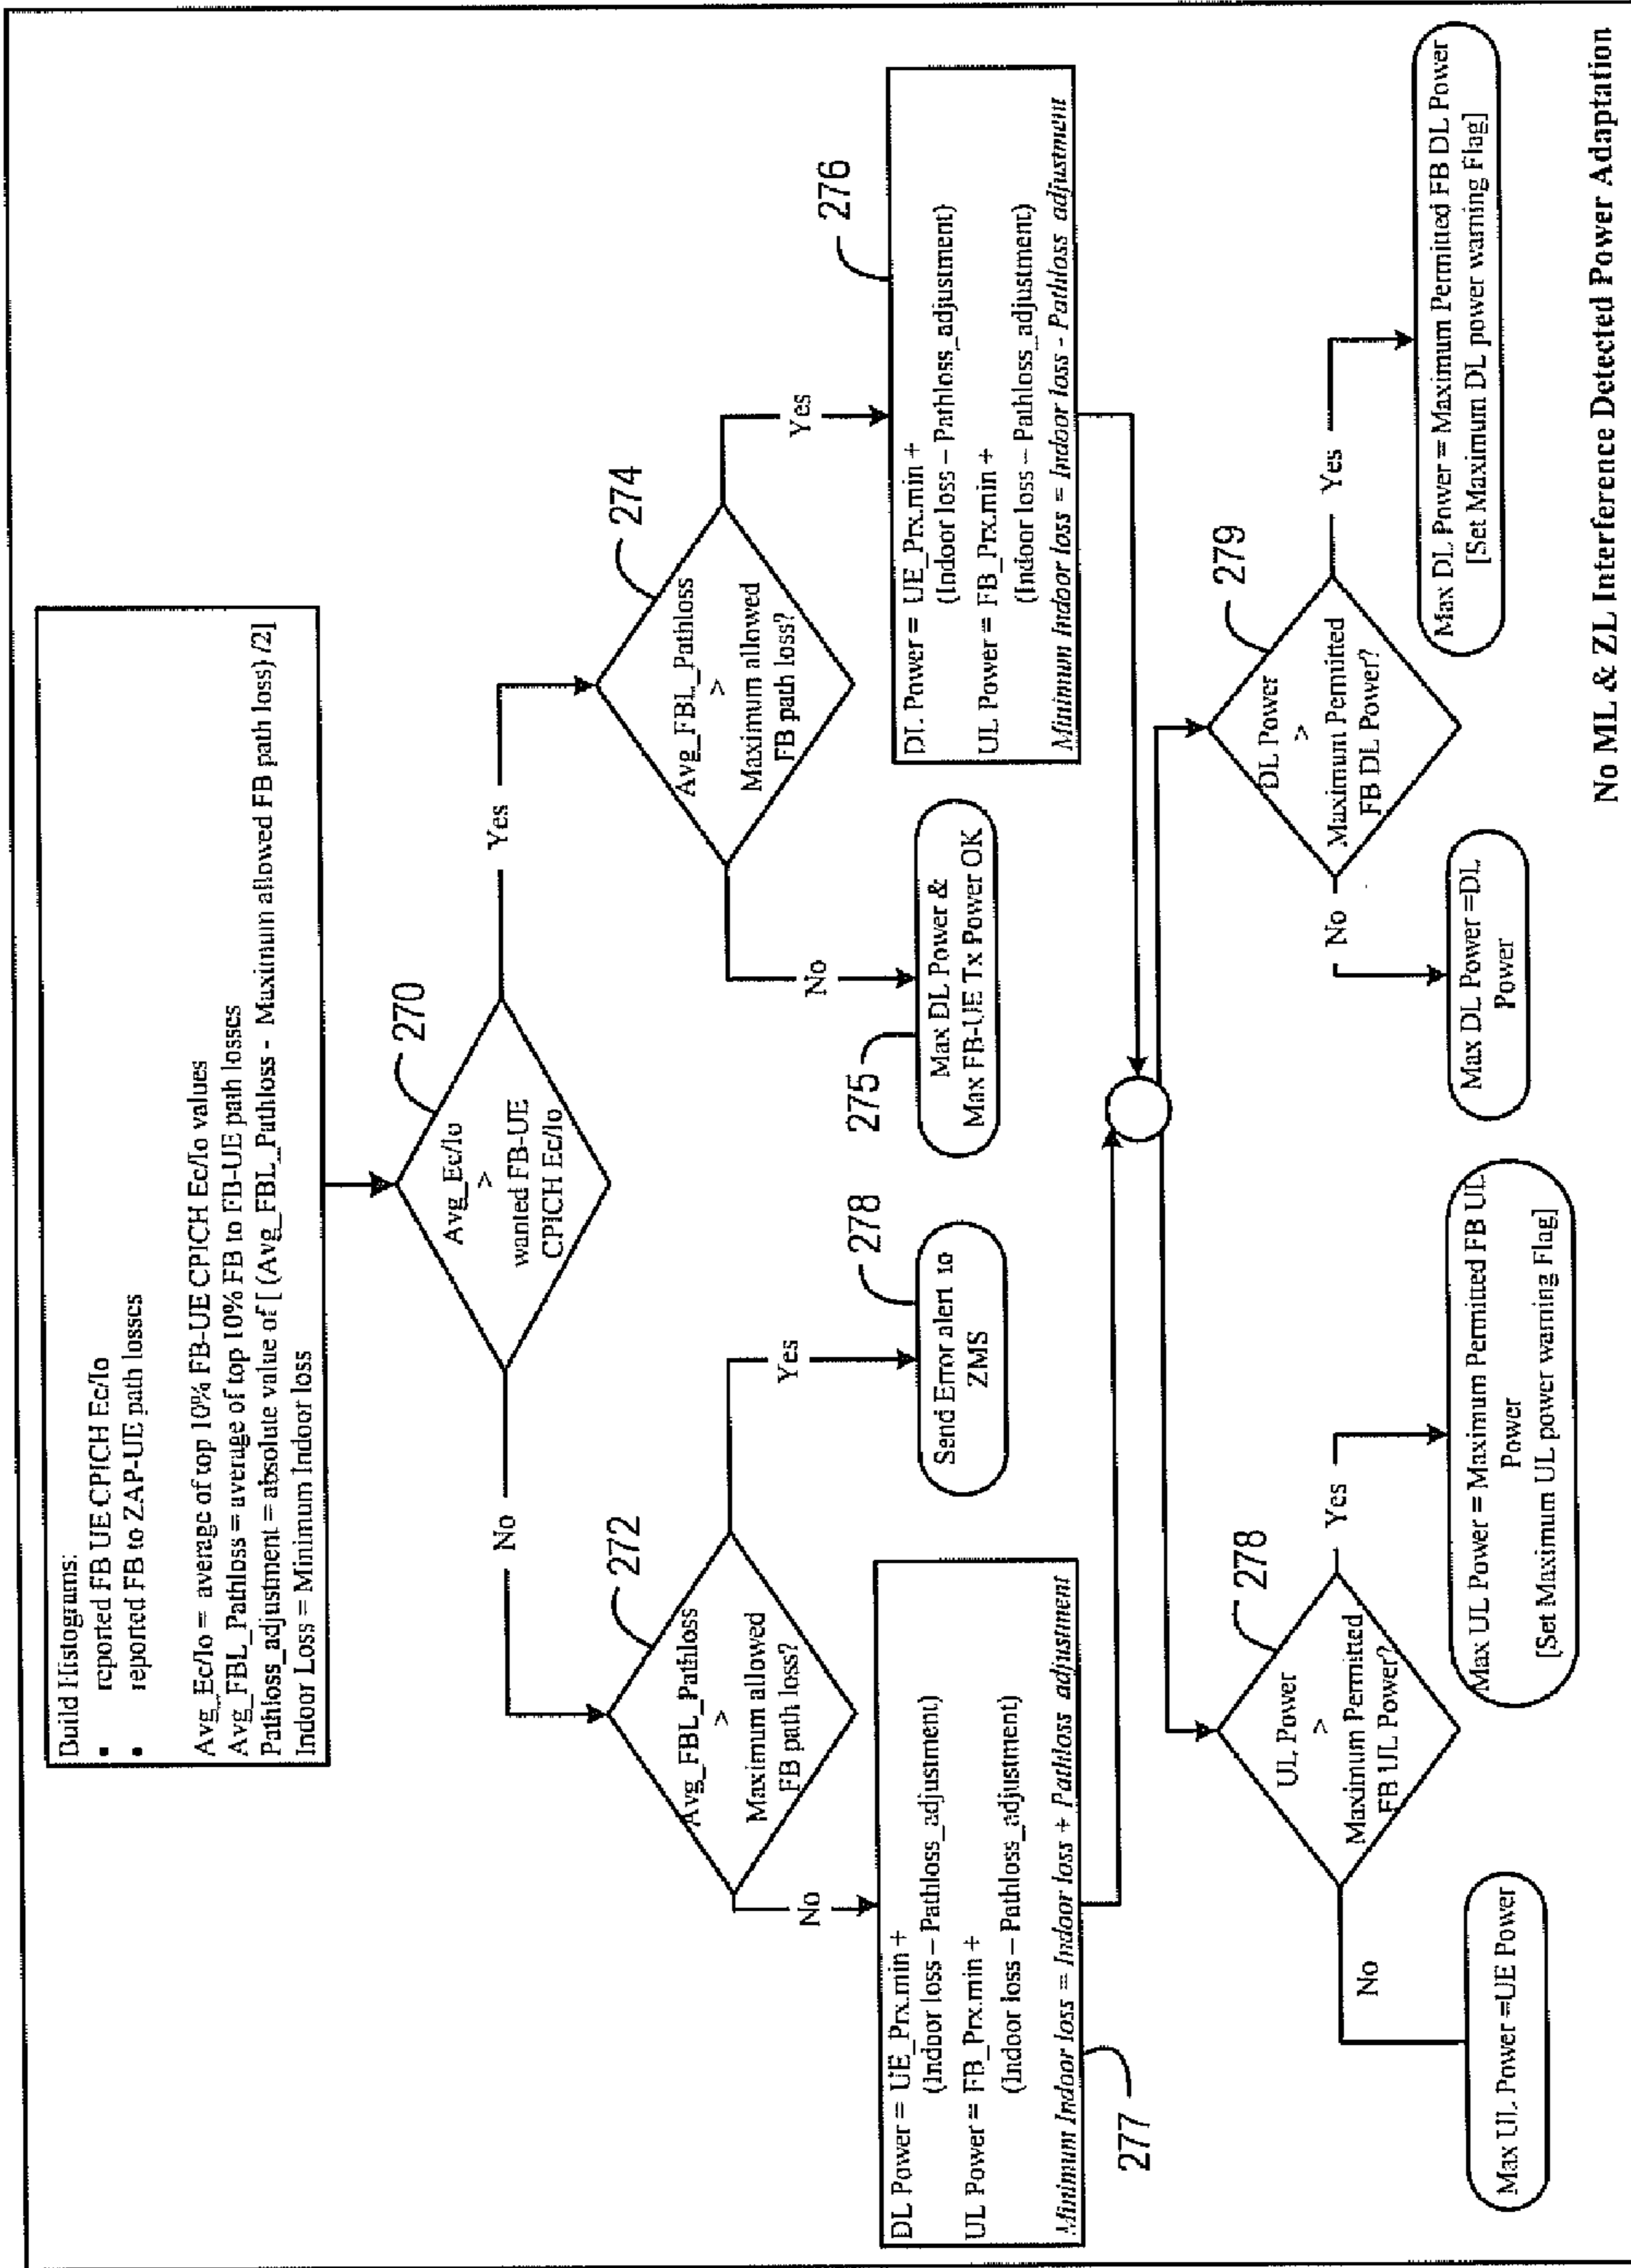 Build Histograms:
▪ reported FB UE CPICH Ec/Io
▪ reported FB to ZAP-UE path losses
Avg_Ec/Io = average of top 10% FB-UE CPICH Ec/Io values
Avg_FBL_Pathloss = average of top 10% FB to FB-UE path losses
Pathloss_adjustment = absolute value of [ (Avg_FBL_Pathloss - Maximum allowed FB path loss) /2]
Indoor Loss = Minimum Indoor loss
270
Avg_Ec/Io
>
wanted FB-UE
CPICH Ec/Io
No
Yes
272
Avg_FBL_Pathloss
>
Maximum allowed
FB path loss?
274
Avg_FBL_Pathloss
>
Maximum allowed
FB path loss?
No
Yes
No
Yes
DL Power = UE_Prx.min +
(Indoor loss – Pathloss_adjustment)
UL Power = FB_Prx.min +
(Indoor loss – Pathloss_adjustment)
Minimum Indoor loss = Indoor loss + Pathloss adjustment
277
278
Send Error alert to
ZMS
275
Max DL Power &
Max FB-UE Tx Power OK
276
DL Power = UE_Prx.min +
(Indoor loss – Pathloss_adjustment)
UL Power = FB_Prx.min +
(Indoor loss – Pathloss_adjustment)
Minimum Indoor loss = Indoor loss - Pathloss adjustment
278
UL Power
>
Maximum Permitted
FB UL Power?
279
DL Power
>
Maximum Permitted
FB DL Power?
No
Yes
No
Yes
Max UL Power =UE Power
Max UL Power = Maximum Permitted FB UL
Power
[Set Maximum UL power warning Flag]
Max DL Power =DL
Power
Max DL Power = Maximum Permitted FB DL Power
[Set Maximum DL power warning Flag]
No ML & ZL Interference Detected Power Adaptation